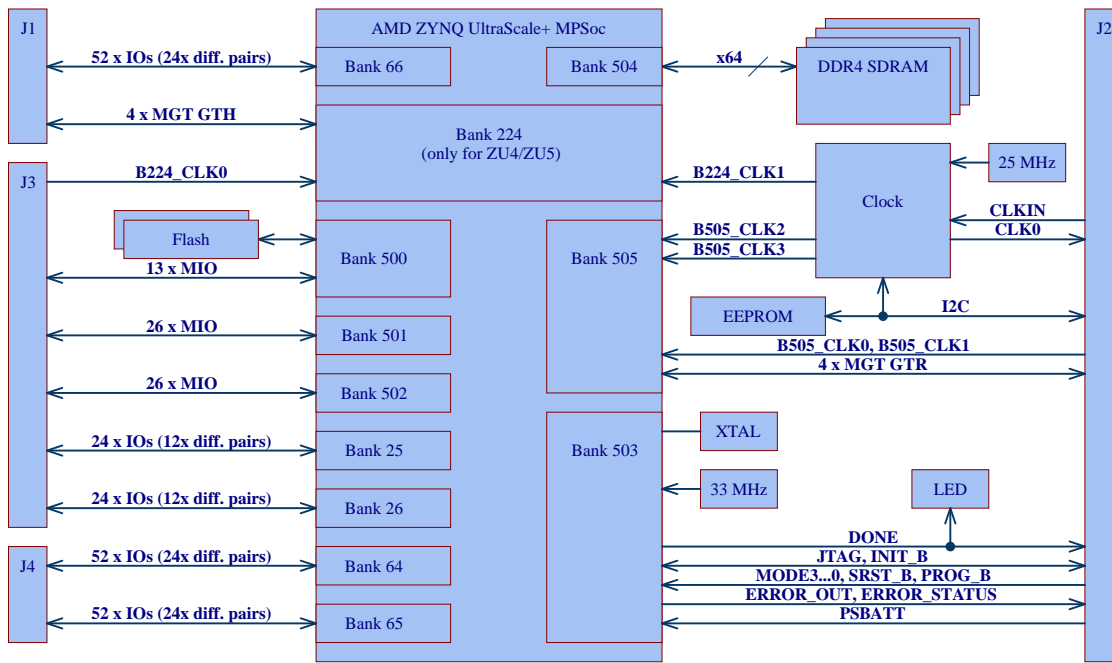 J1
AMD ZYNQ UltraScale+ MPSoc
J2
52 x IOs (24x diff. pairs)
Bank 66
Bank 504
x64
DDR4 SDRAM
4 x MGT GTH
Bank 224
(only for ZU4/ZU5)
J3
B224_CLK0
B224_CLK1
Clock
25 MHz
CLKIN
CLK0
Flash
13 x MIO
Bank 500
Bank 505
B505_CLK2
B505_CLK3
EEPROM
I2C
26 x MIO
Bank 501
B505_CLK0, B505_CLK1
4 x MGT GTR
26 x MIO
Bank 502
24 x IOs (12x diff. pairs)
Bank 25
Bank 503
XTAL
24 x IOs (12x diff. pairs)
Bank 26
33 MHz
LED
DONE
JTAG, INIT_B
J4
52 x IOs (24x diff. pairs)
Bank 64
MODE3...0, SRST_B, PROG_B
ERROR_OUT, ERROR_STATUS
52 x IOs (24x diff. pairs)
Bank 65
PSBATT